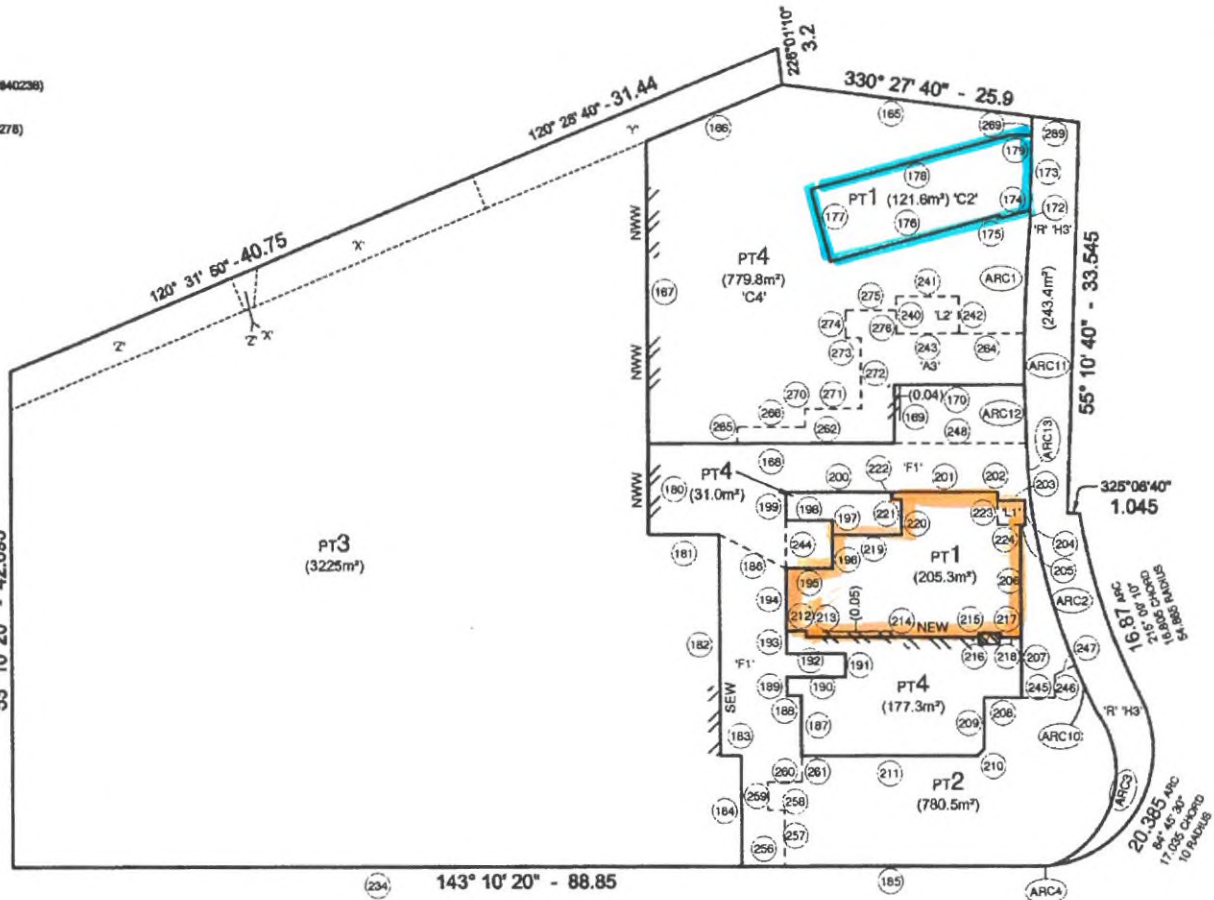 840238)
278)
226°01'10"
3.2
330° 27' 40" - 25.9
120° 28' 40" - 31.44
120° 31' 50" - 40.75
'Y'
'X'
'Z'
'Z' 'X'
166
165
269
289
179
173
178
174
172
PT1 (121.6m²) 'C2'
177
176
175
'R' 'H3'
NWW
PT4
(779.8m²)
'C4'
167
ARC1
(243.4m²)
55° 10' 40" - 33.545
275
241
274
276
240
'L2'
242
273
243
264
'A3'
NWW
272
ARC11
270
271
(0.04)
170
266
169
ARC12
265
262
248
ARC13
168
'F1'
PT4
(31.0m²)
200
222
201
202
203
325°06'40"
1.045
NWW
180
199
198
221
223
'L1'
197
220
204
224
181
186
244
196
219
PT1
(205.3m²)
205
206
195
PT3
(3225m²)
194
(0.05)
ARC2
16.87 ARC
215° 09' 10"
16.805 CHORD
54.865 RADIUS
212
213
214
NEW
215
217
182
193
'F1'
192
191
216
218
207
247
189
190
PT4
(177.3m²)
245
246
SEW
188
187
209
208
'R' 'H3'
183
ARC10
260
261
211
210
PT2
(780.5m²)
259
258
184
257
256
ARC3
20.385 ARC
84° 45' 30"
17.035 CHORD
10 RADIUS
234
143° 10' 20" - 88.85
185
ARC4